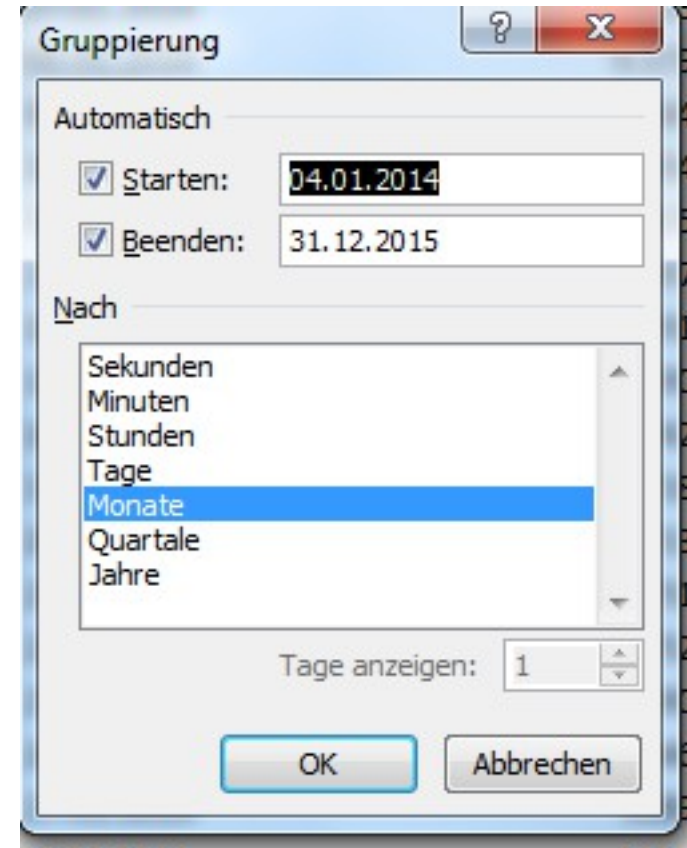 Gruppierung
?
Automatisch
Starten: 04.01.2014
Beenden: 31.12.2015
Nach
Sekunden
Minuten
Stunden
Tage
Monate
Quartale
Jahre
Tage anzeigen: 1
OK Abbrechen